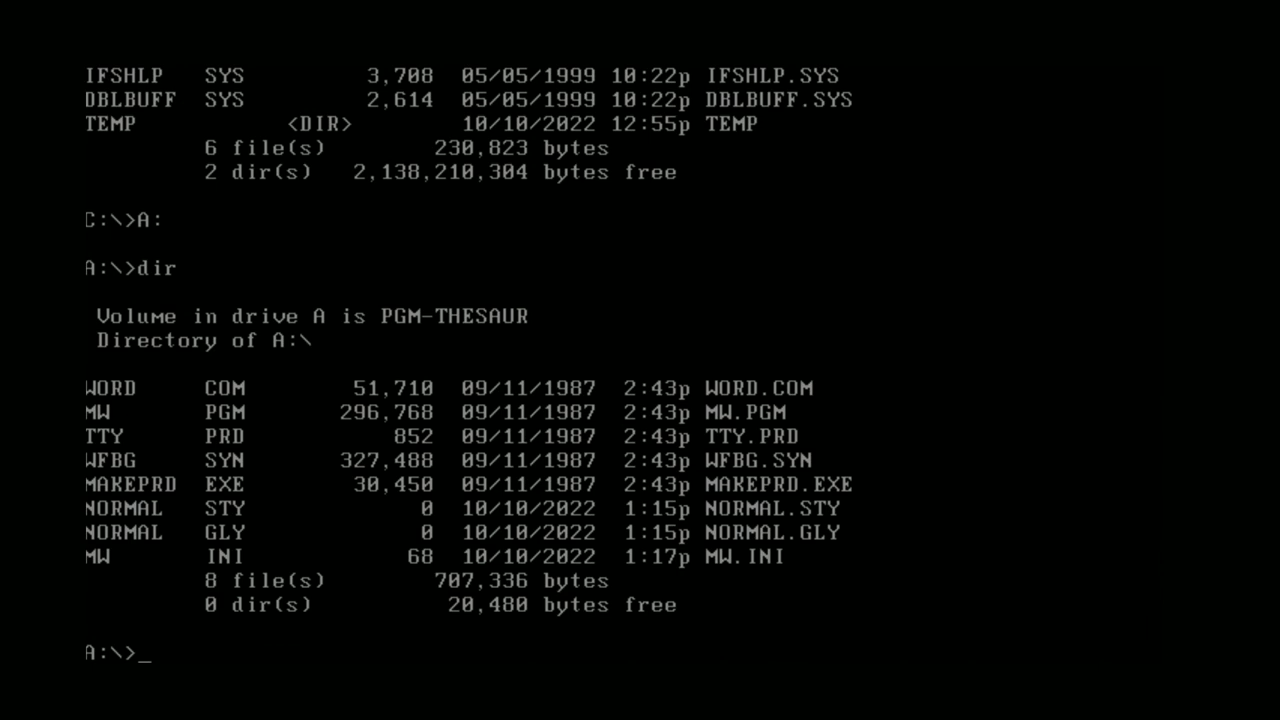 IFSHLP   SYS         3,708  05/05/1999 10:22p IFSHLP.SYS
DBLBUFF  SYS         2,614  05/05/1999 10:22p DBLBUFF.SYS
TEMP           <DIR>        10/10/2022 12:55p TEMP
6 file(s)        230,823 bytes
2 dir(s)   2,138,210,304 bytes free
C:\>A:
A:\>dir
Volume in drive A is PGM-THESAUR
Directory of A:\
WORD     COM        51,710  09/11/1987  2:43p WORD.COM
MW       PGM       296,768  09/11/1987  2:43p MW.PGM
TTY      PRD           852  09/11/1987  2:43p TTY.PRD
WFBG     SYN       327,488  09/11/1987  2:43p WFBG.SYN
MAKEPRD  EXE        30,450  09/11/1987  2:43p MAKEPRD.EXE
NORMAL   STY             0  10/10/2022  1:15p NORMAL.STY
NORMAL   GLY             0  10/10/2022  1:15p NORMAL.GLY
MW       INI            68  10/10/2022  1:17p MW.INI
8 file(s)        707,336 bytes
0 dir(s)          20,480 bytes free
A:\>_